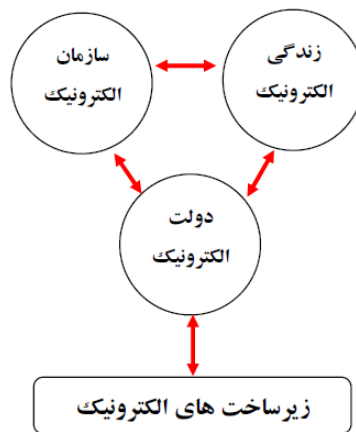 زندگی
الکترونیک
سازمان
الکترونیک
دولت
الکترونیک
زیرساخت های الکترونیک